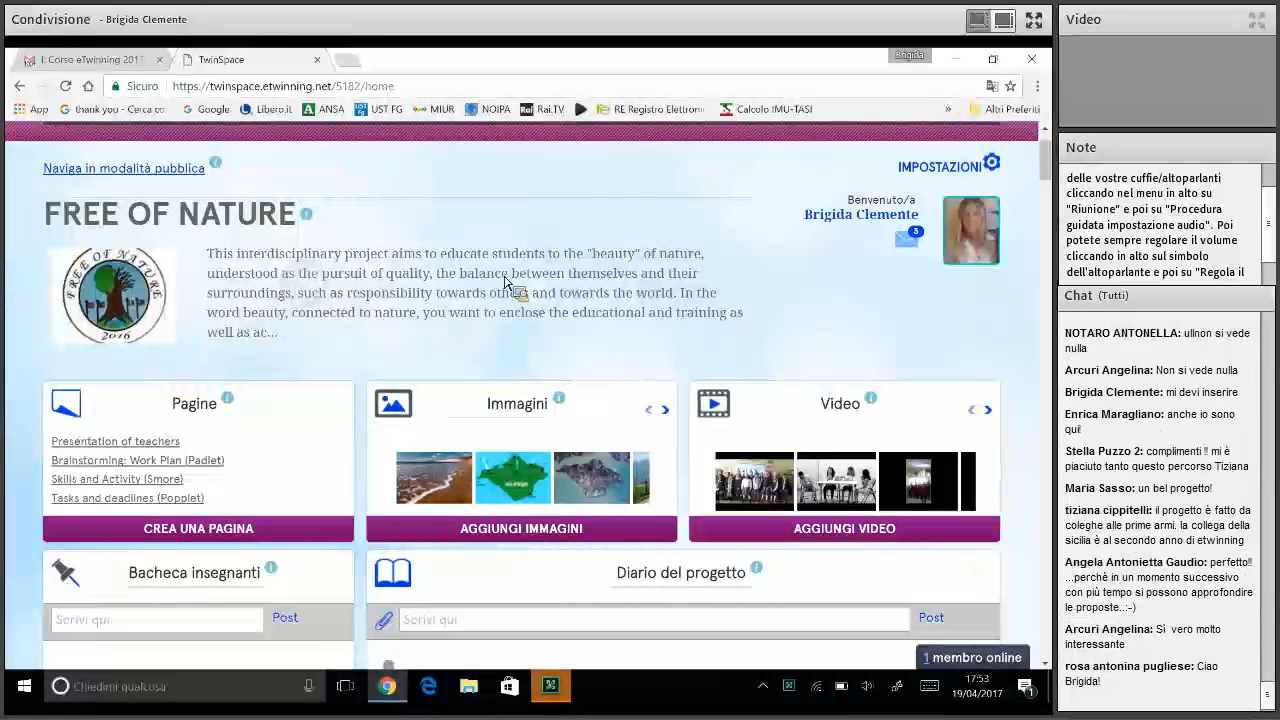 Condivisione - Brigida Clemente
Video
I: Corso eTwinning 2017
TwinSpace
Brigida
Sicuro
https://twinspace.etwinning.net/5182/home
App
thank you - Cerca co
Google
Libero.it
ANSA
UST FG
MIUR
NOIPA
Rai.TV
RE Registro Elettroni
Calcolo IMU-TASI
»
Altri Preferiti
Naviga in modalità pubblica
IMPOSTAZIONI
FREE OF NATURE
Benvenuto/a
Brigida Clemente
3
FREE OF NATURE
2016
This interdisciplinary project aims to educate students to the "beauty" of nature,
understood as the pursuit of quality, the balance between themselves and their
surroundings, such as responsibility towards others and towards the world. In the
word beauty, connected to nature, you want to enclose the educational and training as
well as ac...
Pagine
Presentation of teachers
Brainstorming: Work Plan (Padlet)
Skills and Activity (Smore)
Tasks and deadlines (Popplet)
CREA UNA PAGINA
Immagini
AGGIUNGI IMMAGINI
Video
AGGIUNGI VIDEO
Bacheca insegnanti
Scrivi qui
Post
Diario del progetto
Scrivi qui
Post
1 membro online
Chiedimi qualcosa
17:53
19/04/2017
1
Note
delle vostre cuffie/altoparlanti
cliccando nel menu in alto su
"Riunione" e poi su "Procedura
guidata impostazione audio". Poi
potete sempre regolare il volume
cliccando in alto sul simbolo
dell'altoparlante e poi su "Regola il
Chat (Tutti)
NOTARO ANTONELLA: ullnon si vede
nulla
Arcuri Angelina: Non si vede nulla
Brigida Clemente: mi devi inserire
Enrica Maragliano: anche io sono
qui!
Stella Puzzo 2: complimenti !! mi è
piaciuto tanto questo percorso Tiziana
Maria Sasso: un bel progetto!
tiziana cippitelli: il progetto è fatto da
coleghe alle prime armi. la collega della
sicilia è al secondo anno di etwinning
Angela Antonietta Gaudio: perfetto!!
...perchè in un momento successivo
con più tempo si possono approfondire
le proposte..:-)
Arcuri Angelina: Sì vero molto
interessante
rosa antonina pugliese: Ciao
Brigida!